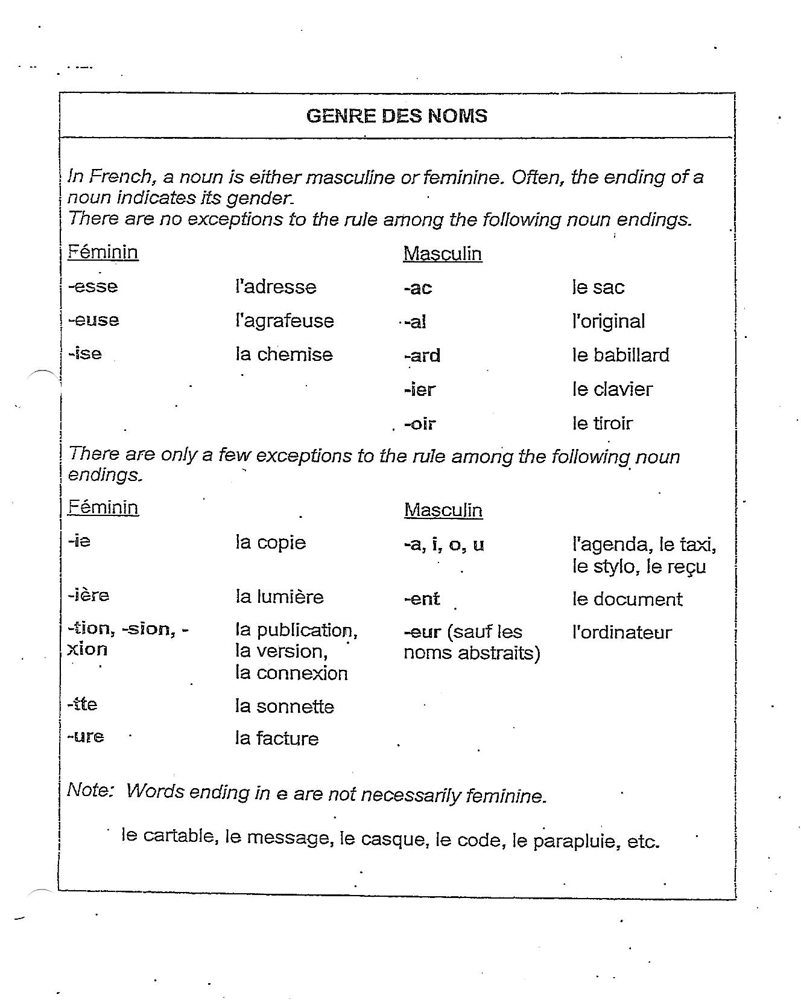 GENRE DES NOMS
In French, a noun is either masculine or feminine. Often, the ending of a
noun indicates its gender.
There are no exceptions to the rule among the following noun endings.
Féminin Masculin
-esse l'adresse -ac le sac
-euse l'agrafeuse -al l'original
-ise la chemise -ard le babillard
-ier le clavier
-oir le tiroir
There are only a few exceptions to the rule among the following noun
endings.
Féminin Masculin
-ie la copie -a, i, o, u l'agenda, le taxi,
le stylo, le reçu
-ière la lumière -ent le document
-tion, -sion, - la publication, -eur (sauf les l'ordinateur
xion la version, noms abstraits)
la connexion
-tte la sonnette
-ure la facture
Note: Words ending in e are not necessarily feminine.
le cartable, le message, le casque, le code, le parapluie, etc.